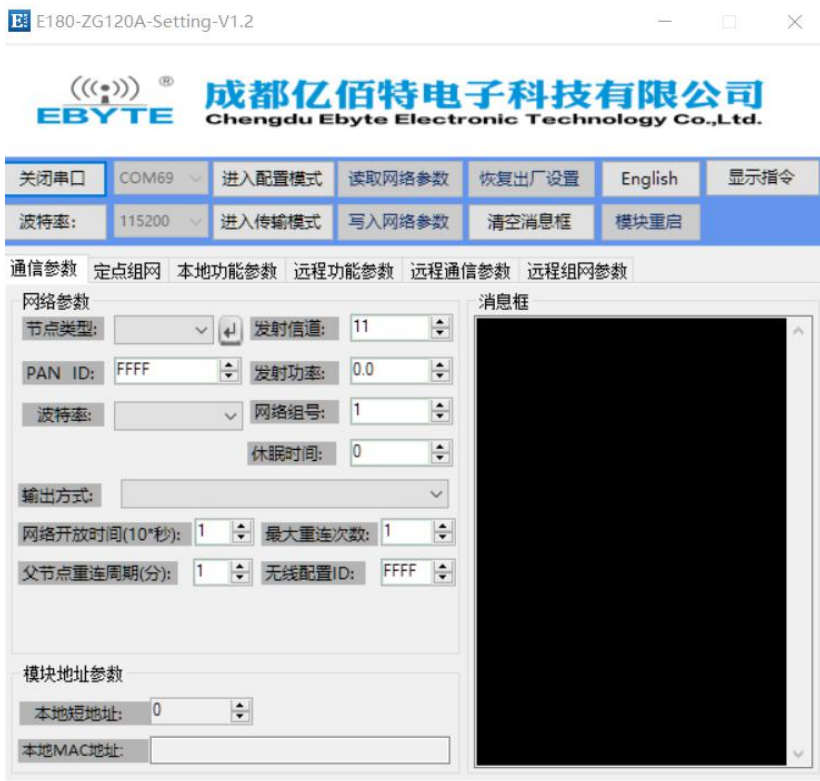 E180-ZG120A-Setting-V1.2
EBYTE ®
成都亿佰特电子科技有限公司
Chengdu Ebyte Electronic Technology Co.,Ltd.
关闭串口 COM69 进入配置模式 读取网络参数 恢复出厂设置 English 显示指令
波特率: 115200 进入传输模式 写入网络参数 清空消息框 模块重启
通信参数 定点组网 本地功能参数 远程功能参数 远程通信参数 远程组网参数
网络参数 消息框
节点类型: 发射信道: 11
PAN ID: FFFF 发射功率: 0.0
波特率: 网络组号: 1
休眠时间: 0
输出方式:
网络开放时间(10*秒): 1 最大重连次数: 1
父节点重连周期(分): 1 无线配置ID: FFFF
模块地址参数
本地短地址: 0
本地MAC地址: